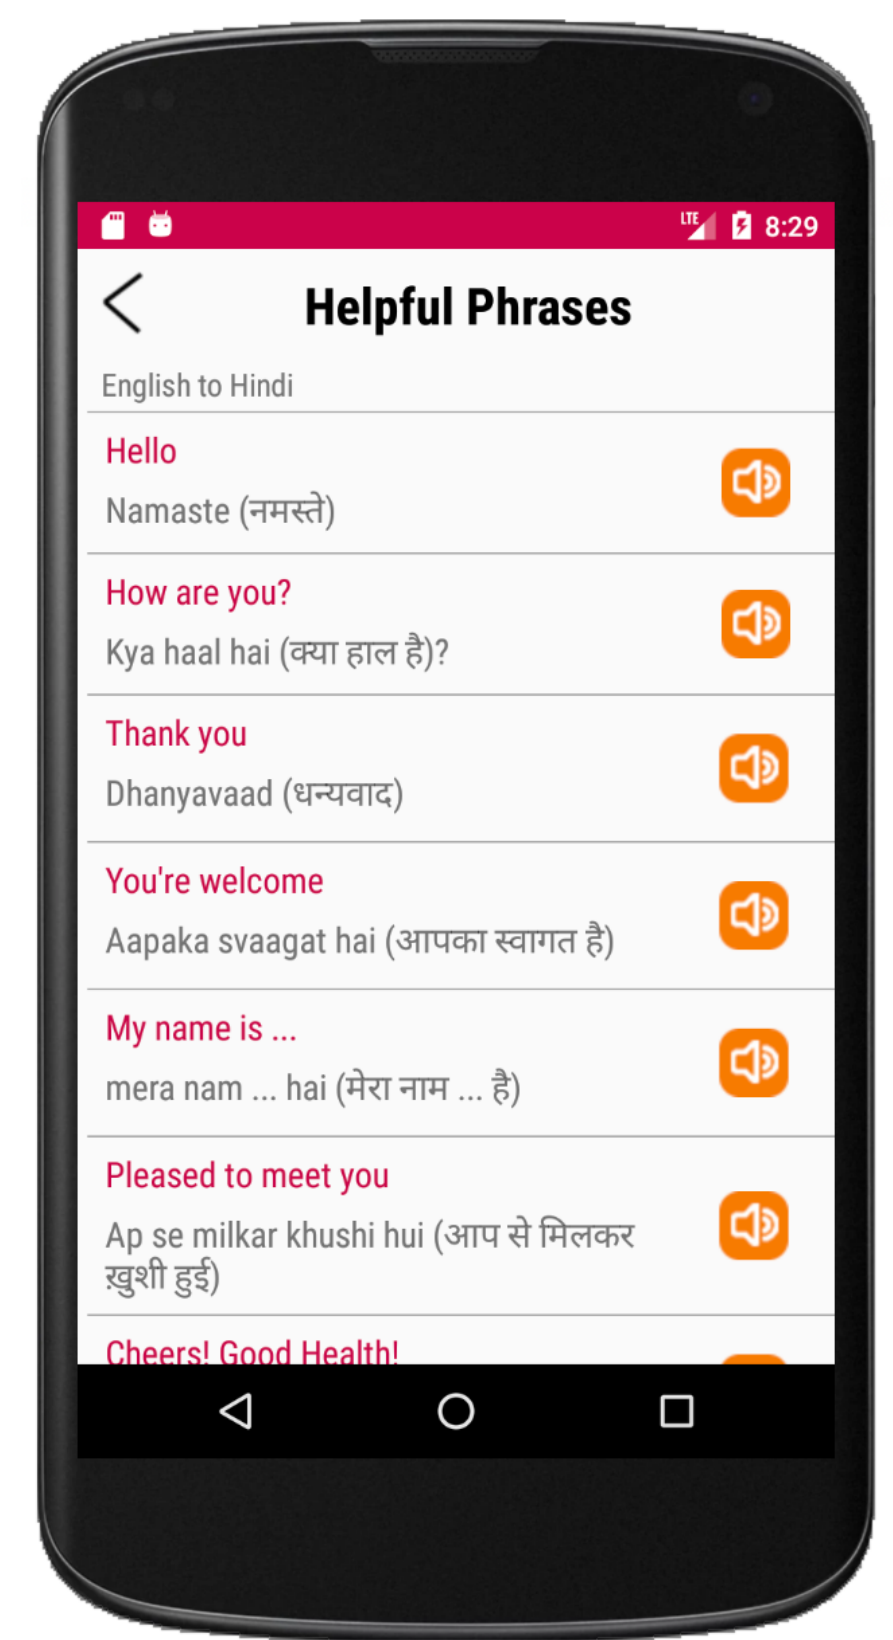 LTE 8:29
Helpful Phrases
English to Hindi
Hello
Namaste (नमस्ते)
How are you?
Kya haal hai (क्या हाल है)?
Thank you
Dhanyavaad (धन्यवाद)
You're welcome
Aapaka svaagat hai (आपका स्वागत है)
My name is ...
mera nam ... hai (मेरा नाम ... है)
Pleased to meet you
Ap se milkar khushi hui (आप से मिलकर
ख़ुशी हुई)
Cheers! Good Health!